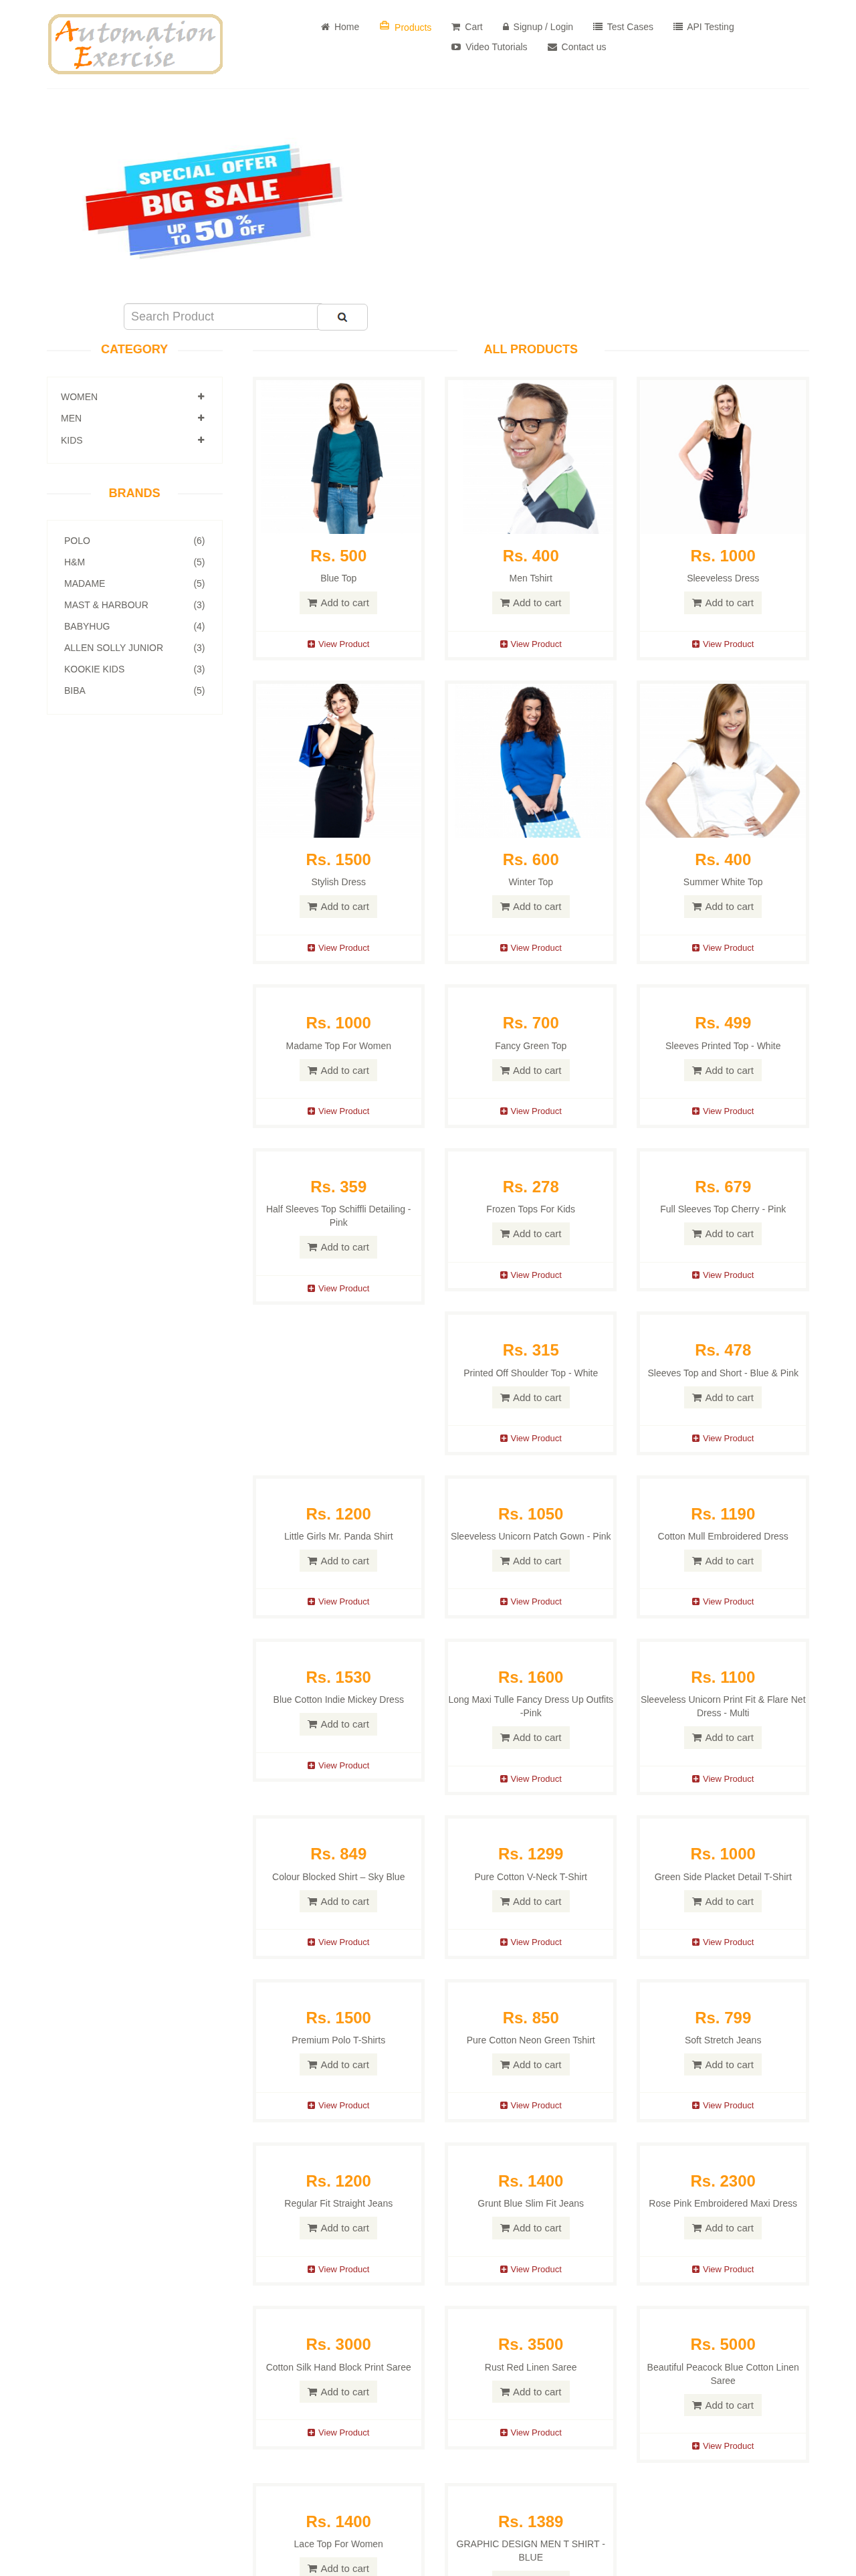 Automation
Exercise
Home
Products
Cart
Signup / Login
Test Cases
API Testing
Video Tutorials
Contact us
SPECIAL OFFER
BIG SALE
UP TO 50% OFF
Search Product
CATEGORY
WOMEN
MEN
KIDS
BRANDS
POLO (6)
H&M (5)
MADAME (5)
MAST & HARBOUR (3)
BABYHUG (4)
ALLEN SOLLY JUNIOR (3)
KOOKIE KIDS (3)
BIBA (5)
ALL PRODUCTS
Rs. 500
Blue Top
Add to cart
View Product
Rs. 400
Men Tshirt
Add to cart
View Product
Rs. 1000
Sleeveless Dress
Add to cart
View Product
Rs. 1500
Stylish Dress
Add to cart
View Product
Rs. 600
Winter Top
Add to cart
View Product
Rs. 400
Summer White Top
Add to cart
View Product
Rs. 1000
Madame Top For Women
Add to cart
View Product
Rs. 700
Fancy Green Top
Add to cart
View Product
Rs. 499
Sleeves Printed Top - White
Add to cart
View Product
Rs. 359
Half Sleeves Top Schiffli Detailing -
Pink
Add to cart
View Product
Rs. 278
Frozen Tops For Kids
Add to cart
View Product
Rs. 679
Full Sleeves Top Cherry - Pink
Add to cart
View Product
Rs. 315
Printed Off Shoulder Top - White
Add to cart
View Product
Rs. 478
Sleeves Top and Short - Blue & Pink
Add to cart
View Product
Rs. 1200
Little Girls Mr. Panda Shirt
Add to cart
View Product
Rs. 1050
Sleeveless Unicorn Patch Gown - Pink
Add to cart
View Product
Rs. 1190
Cotton Mull Embroidered Dress
Add to cart
View Product
Rs. 1530
Blue Cotton Indie Mickey Dress
Add to cart
View Product
Rs. 1600
Long Maxi Tulle Fancy Dress Up Outfits
-Pink
Add to cart
View Product
Rs. 1100
Sleeveless Unicorn Print Fit & Flare Net
Dress - Multi
Add to cart
View Product
Rs. 849
Colour Blocked Shirt – Sky Blue
Add to cart
View Product
Rs. 1299
Pure Cotton V-Neck T-Shirt
Add to cart
View Product
Rs. 1000
Green Side Placket Detail T-Shirt
Add to cart
View Product
Rs. 1500
Premium Polo T-Shirts
Add to cart
View Product
Rs. 850
Pure Cotton Neon Green Tshirt
Add to cart
View Product
Rs. 799
Soft Stretch Jeans
Add to cart
View Product
Rs. 1200
Regular Fit Straight Jeans
Add to cart
View Product
Rs. 1400
Grunt Blue Slim Fit Jeans
Add to cart
View Product
Rs. 2300
Rose Pink Embroidered Maxi Dress
Add to cart
View Product
Rs. 3000
Cotton Silk Hand Block Print Saree
Add to cart
View Product
Rs. 3500
Rust Red Linen Saree
Add to cart
View Product
Rs. 5000
Beautiful Peacock Blue Cotton Linen
Saree
Add to cart
View Product
Rs. 1400
Lace Top For Women
Add to cart
Rs. 1389
GRAPHIC DESIGN MEN T SHIRT -
BLUE